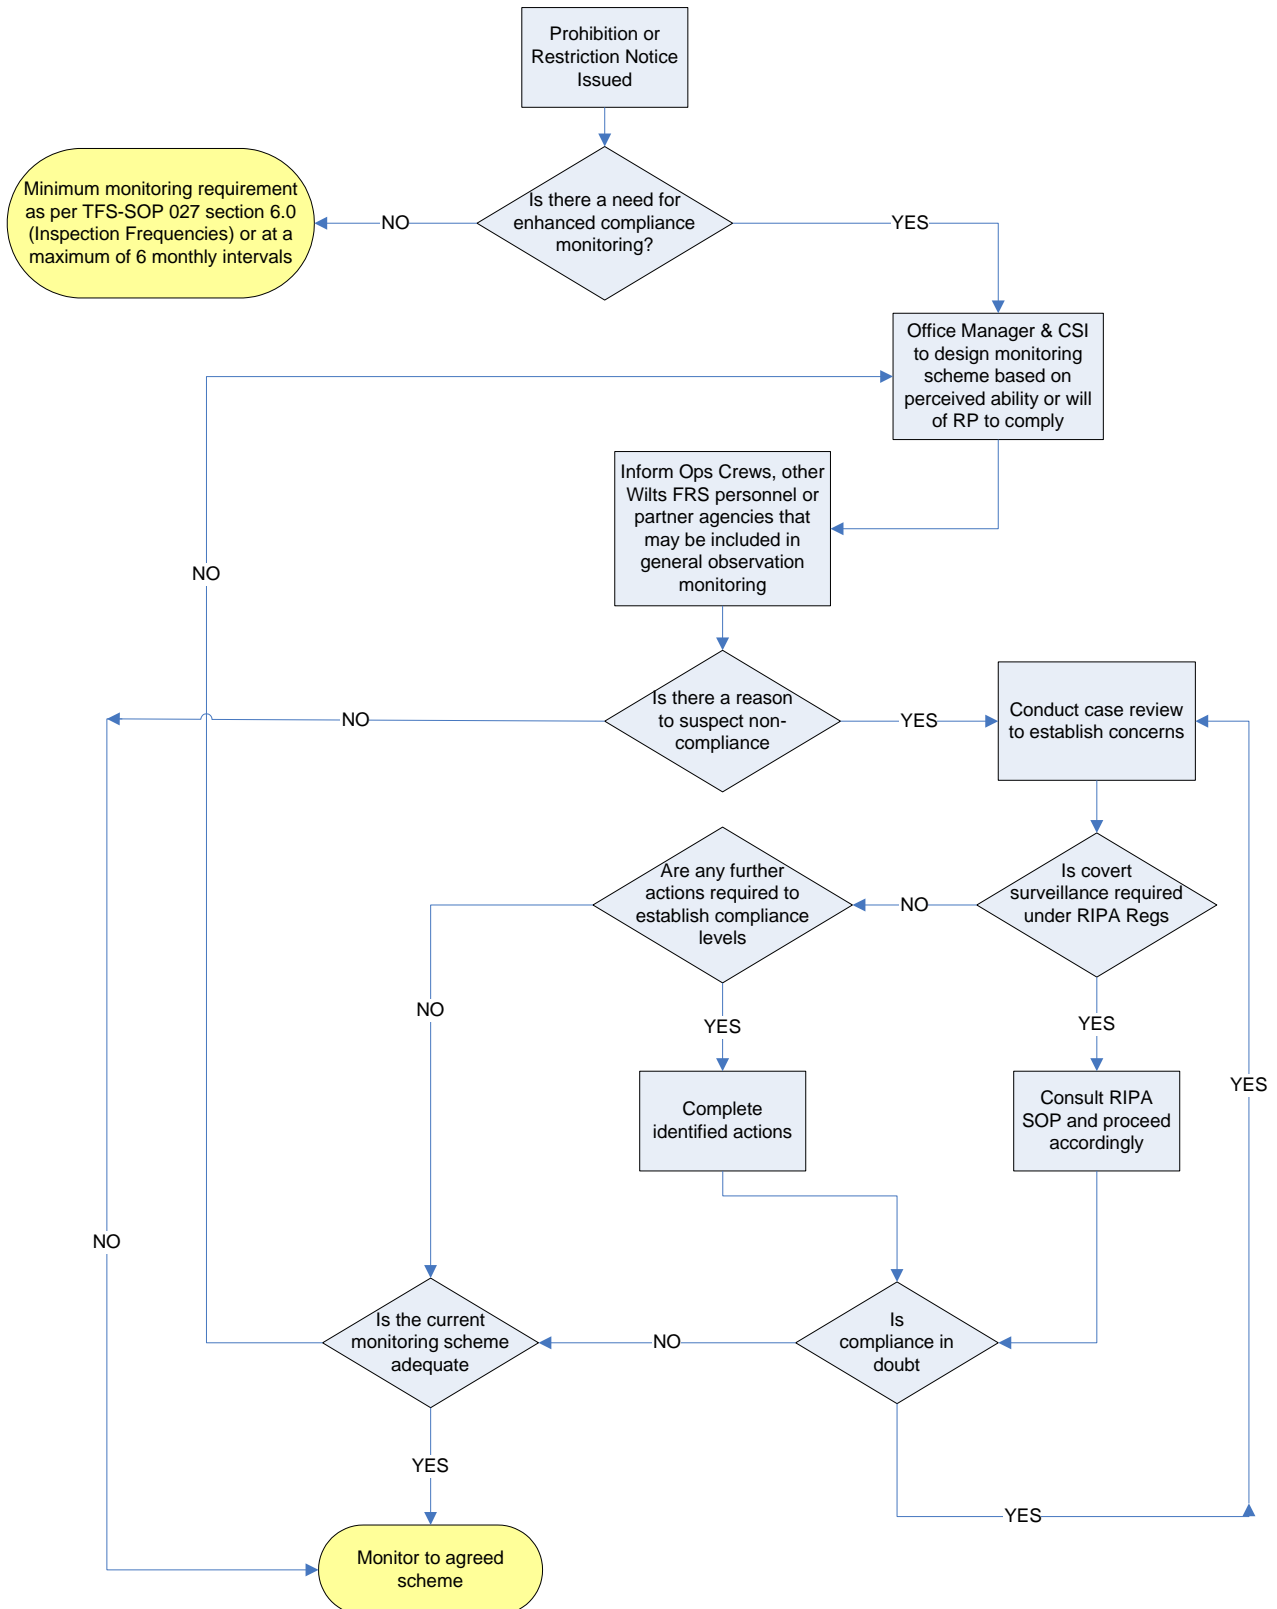 Prohibition or
Restriction Notice
Issued
Minimum monitoring requirement
as per TFS-SOP 027 section 6.0
(Inspection Frequencies) or at a
maximum of 6 monthly intervals
NO
Is there a need for
enhanced compliance
monitoring?
YES
Office Manager & CSI
to design monitoring
scheme based on
perceived ability or will
of RP to comply
Inform Ops Crews, other
Wilts FRS personnel or
partner agencies that
may be included in
general observation
monitoring
NO
NO
Is there a reason
to suspect non-
compliance
YES
Conduct case review
to establish concerns
Are any further
actions required to
establish compliance
levels
NO
Is covert
surveillance required
under RIPA Regs
NO
YES
YES
YES
Complete
identified actions
Consult RIPA
SOP and proceed
accordingly
NO
Is the current
monitoring scheme
adequate
NO
Is
compliance in
doubt
YES
YES
Monitor to agreed
scheme